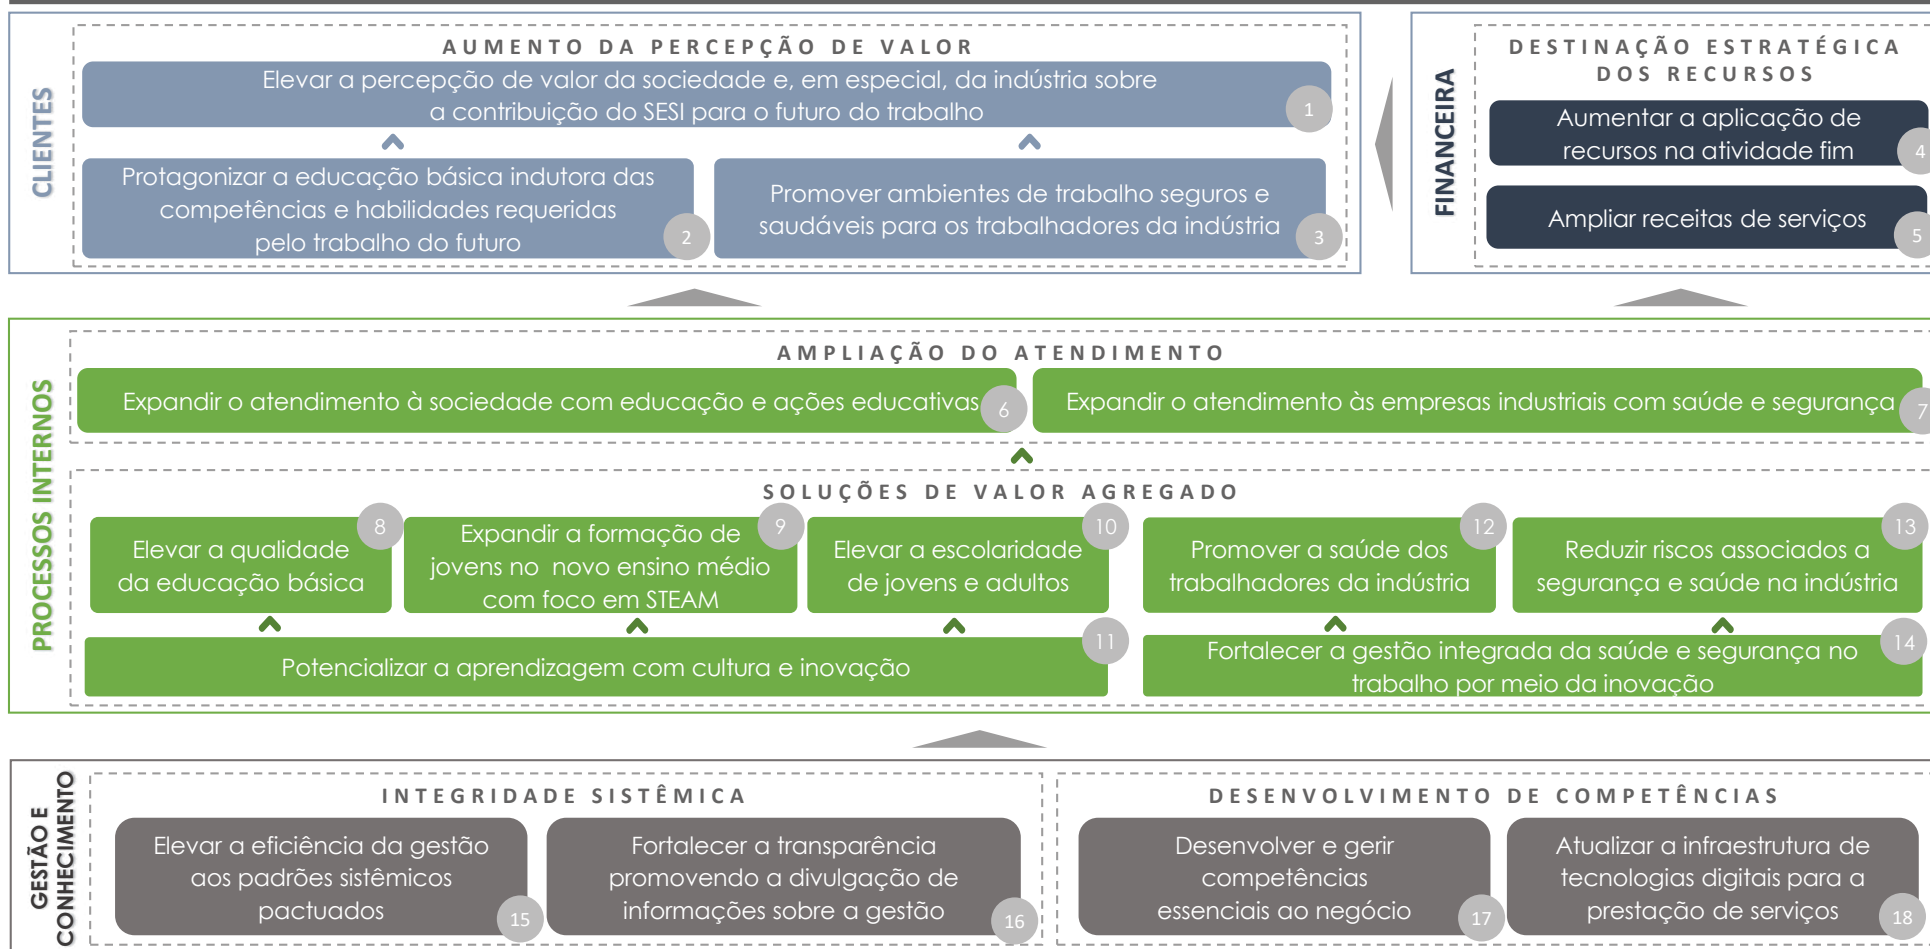 CLIENTES
AUMENTO DA PERCEPÇÃO DE VALOR
Elevar a percepção de valor da sociedade e, em especial, da indústria sobre
a contribuição do SESI para o futuro do trabalho
1
Protagonizar a educação básica indutora das
competências e habilidades requeridas
pelo trabalho do futuro
2
Promover ambientes de trabalho seguros e
saudáveis para os trabalhadores da indústria
3
FINANCEIRA
DESTINAÇÃO ESTRATÉGICA
DOS RECURSOS
Aumentar a aplicação de
recursos na atividade fim
4
Ampliar receitas de serviços
5
PROCESSOS INTERNOS
AMPLIAÇÃO DO ATENDIMENTO
Expandir o atendimento à sociedade com educação e ações educativas
6
Expandir o atendimento às empresas industriais com saúde e segurança
7
SOLUÇÕES DE VALOR AGREGADO
Elevar a qualidade
da educação básica
8
Expandir a formação de
jovens no novo ensino médio
com foco em STEAM
9
Elevar a escolaridade
de jovens e adultos
10
Promover a saúde dos
trabalhadores da indústria
12
Reduzir riscos associados a
segurança e saúde na indústria
13
Potencializar a aprendizagem com cultura e inovação
11
Fortalecer a gestão integrada da saúde e segurança no
trabalho por meio da inovação
14
GESTÃO E
CONHECIMENTO
INTEGRIDADE SISTÊMICA
Elevar a eficiência da gestão
aos padrões sistêmicos
pactuados
15
Fortalecer a transparência
promovendo a divulgação de
informações sobre a gestão
16
DESENVOLVIMENTO DE COMPETÊNCIAS
Desenvolver e gerir
competências
essenciais ao negócio
17
Atualizar a infraestrutura de
tecnologias digitais para a
prestação de serviços
18